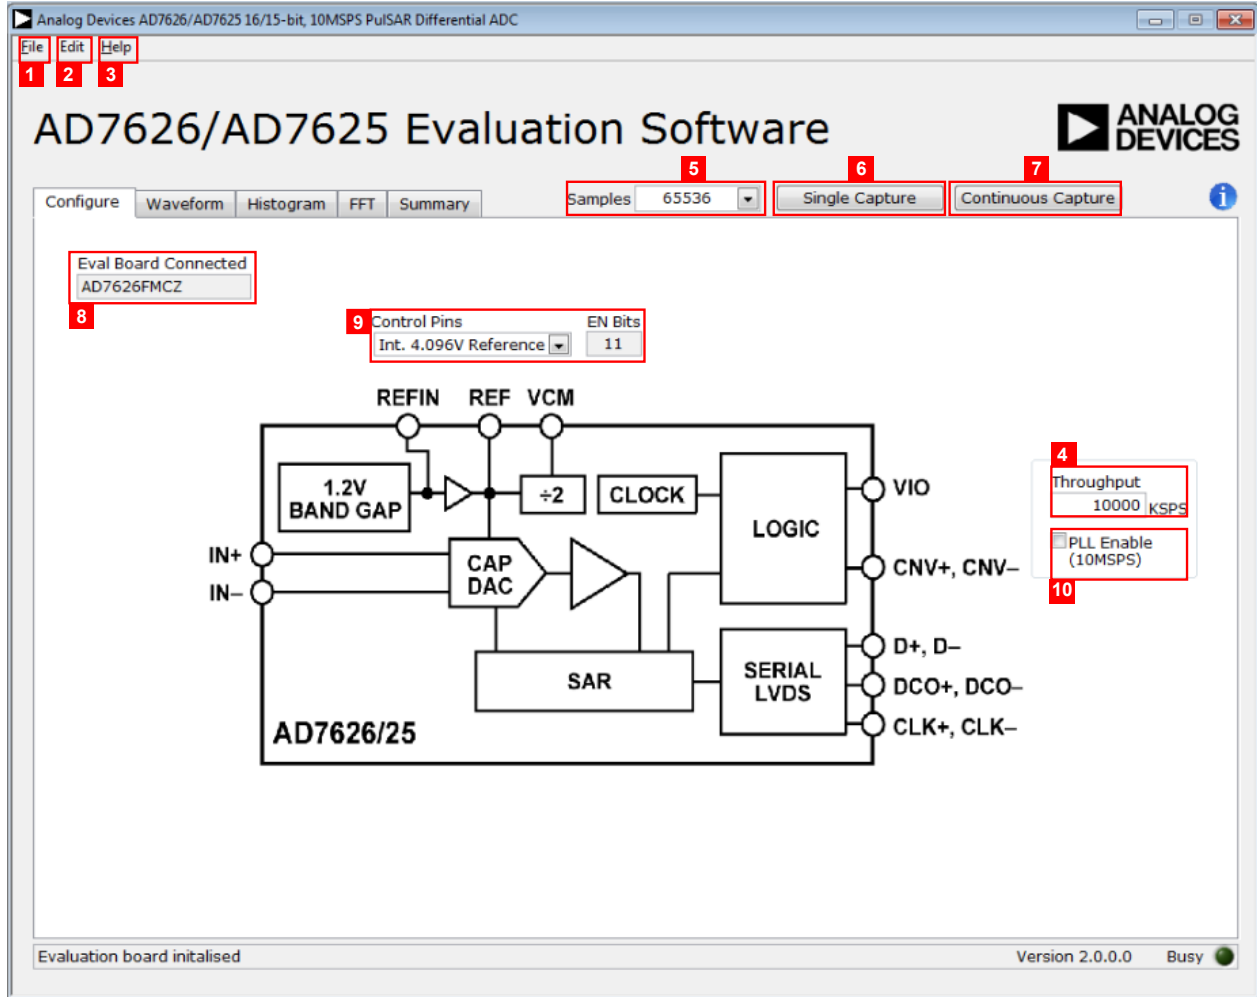 Analog Devices AD7626/AD7625 16/15-bit, 10MSPS PulSAR Differential ADC
File Edit Help
1 2 3
AD7626/AD7625 Evaluation Software
ANALOG
DEVICES
5 6 7
Configure Waveform Histogram FFT Summary Samples 65536 Single Capture Continuous Capture i
Eval Board Connected
AD7626FMCZ
8
9 Control Pins EN Bits
Int. 4.096V Reference 11
REFIN REF VCM
1.2V
BAND GAP
÷2
CLOCK
LOGIC
VIO
4
Throughput
10000 KSPS
PLL Enable
(10MSPS)
10
IN+
IN–
CAP
DAC
CNV+, CNV–
SAR
SERIAL
LVDS
D+, D–
DCO+, DCO–
CLK+, CLK–
AD7626/25
Evaluation board initalised Version 2.0.0.0 Busy